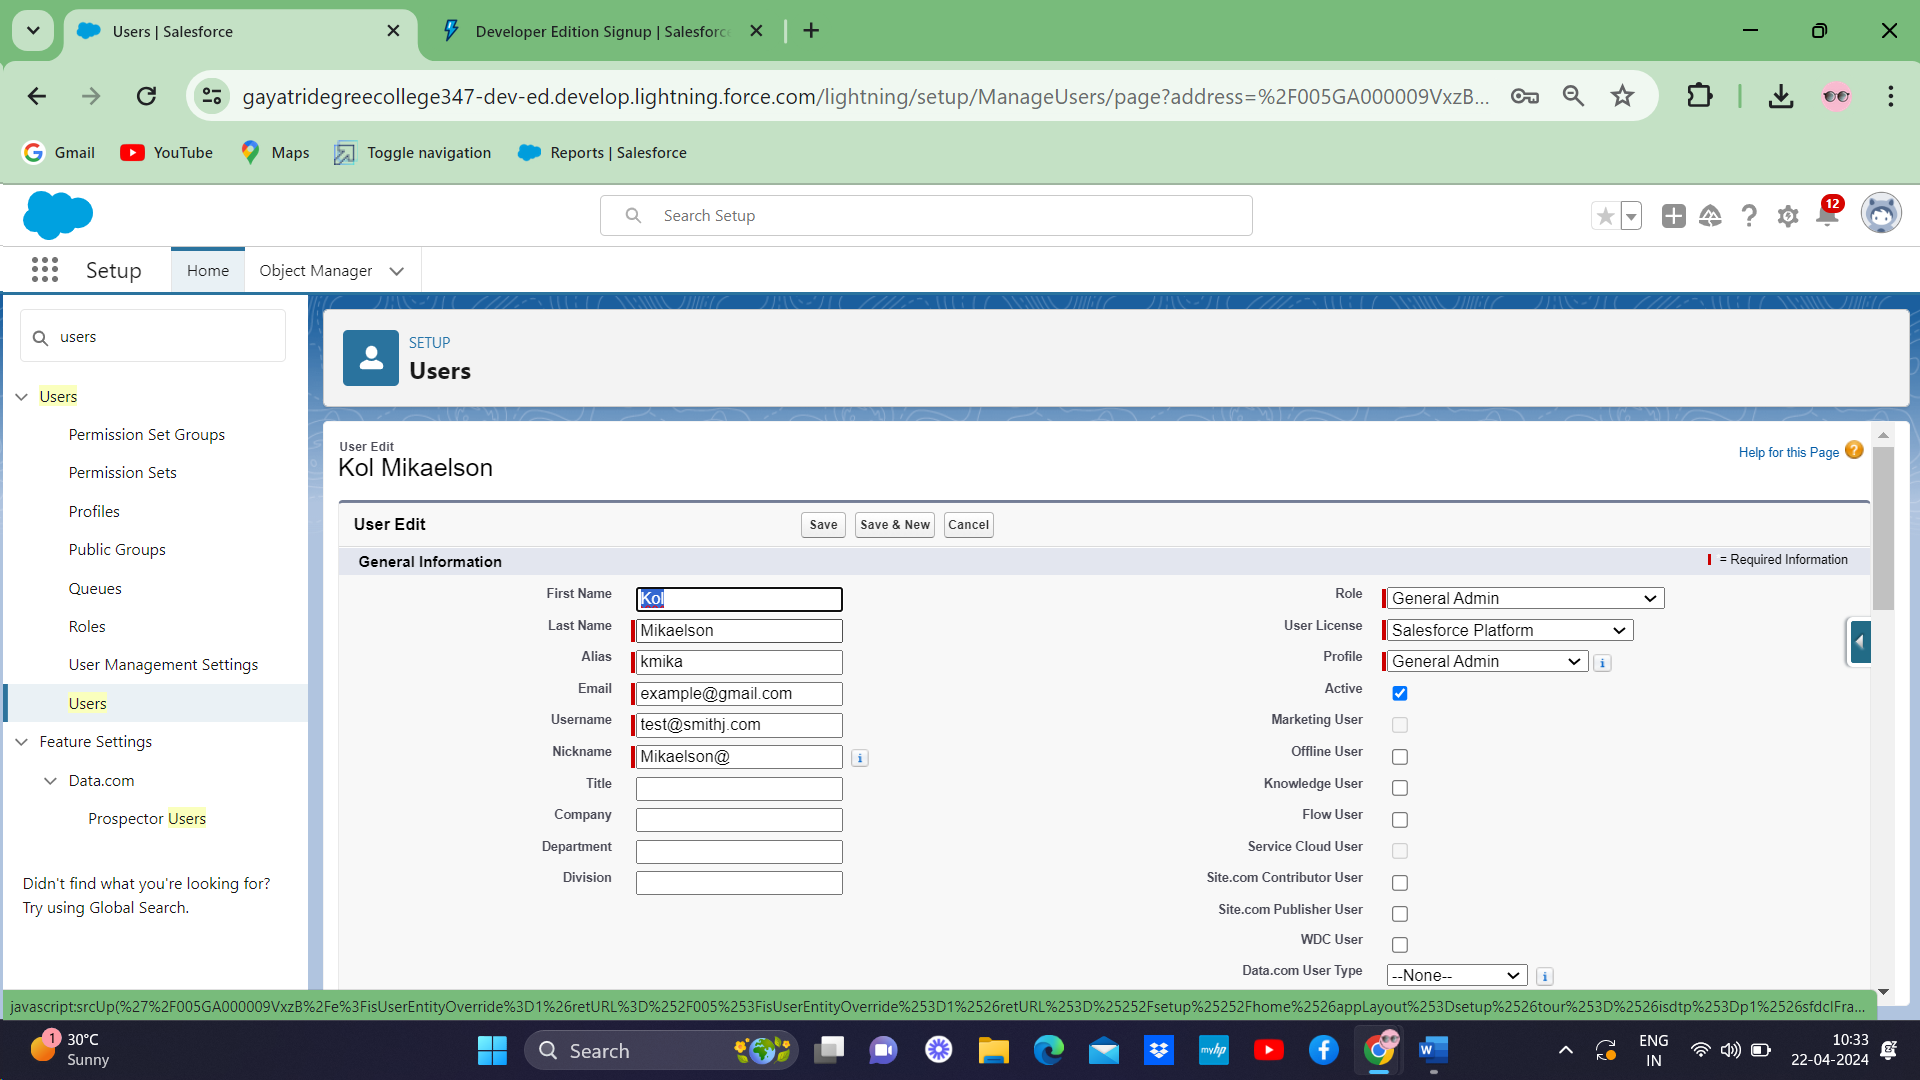 Users | Salesforce
Developer Edition Signup | Salesforc
gayatridegreecollege347-dev-ed.develop.lightning.force.com/lightning/setup/ManageUsers/page?address=%2F005GA000009VxzB...
Gmail
YouTube
Maps
Toggle navigation
Reports | Salesforce
Search Setup
12
Setup
Home
Object Manager
users
Users
Permission Set Groups
Permission Sets
Profiles
Public Groups
Queues
Roles
User Management Settings
Users
Feature Settings
Data.com
Prospector Users
Didn't find what you're looking for?
Try using Global Search.
SETUP
Users
User Edit
Kol Mikaelson
Help for this Page ?
User Edit
Save
Save & New
Cancel
General Information
= Required Information
First Name Kol
Last Name Mikaelson
Alias kmika
Email example@gmail.com
Username test@smithj.com
Nickname Mikaelson@ i
Title
Company
Department
Division
Role General Admin
User License Salesforce Platform
Profile General Admin i
Active
Marketing User
Offline User
Knowledge User
Flow User
Service Cloud User
Site.com Contributor User
Site.com Publisher User
WDC User
Data.com User Type --None-- i
javascript:srcUp(%27%2F005GA000009VxzB%2Fe%3FisUserEntityOverride%3D1%26retURL%3D%252F005%253FisUserEntityOverride%253D1%2526retURL%253D%25252Fsetup%25252Fhome%2526appLayout%253Dsetup%2526tour%253D%2526isdtp%253Dp1%2526sfdcIFra...
1
30°C
Sunny
Search
myhp
W
ENG
IN
10:33
22-04-2024